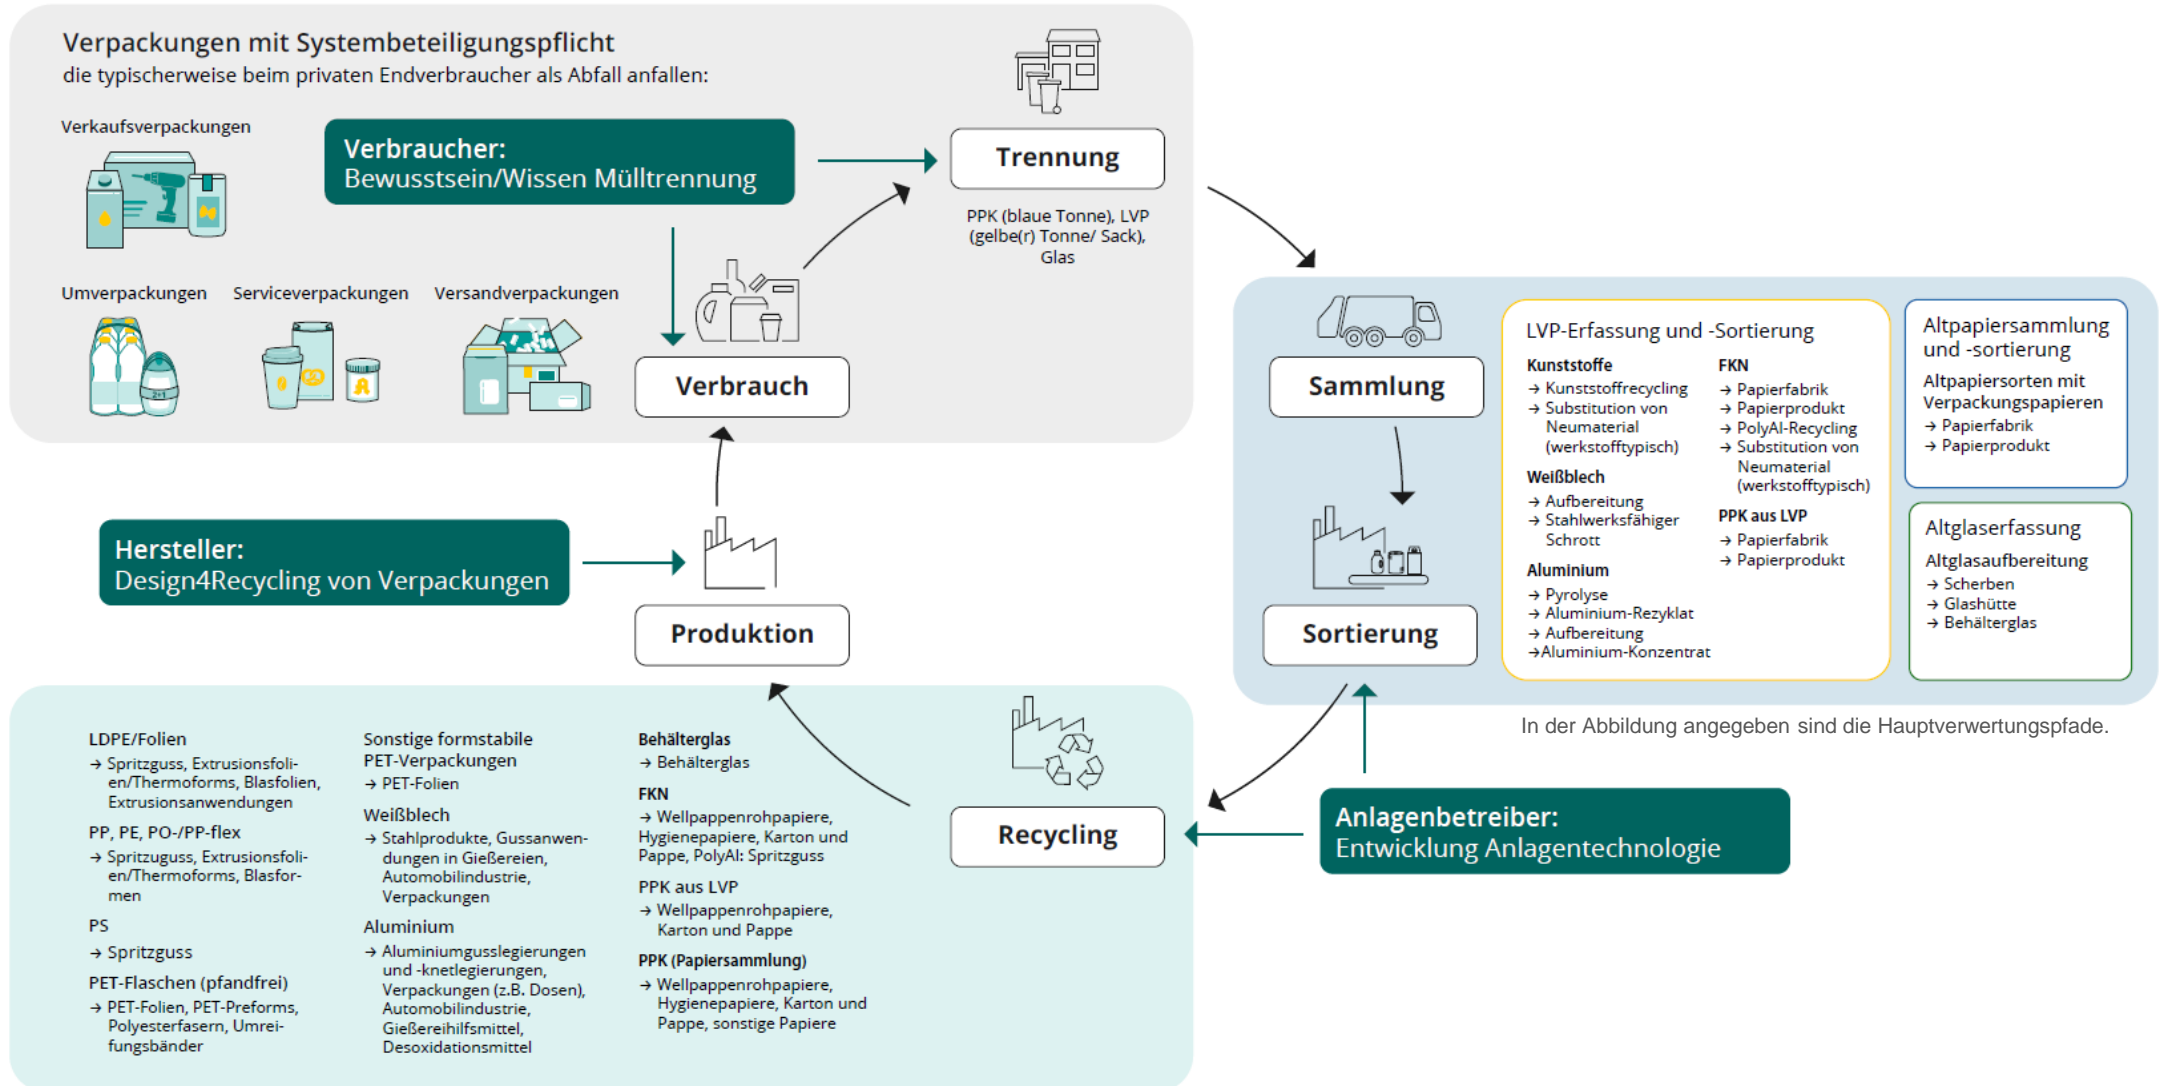 Verpackungen mit Systembeteiligungspflicht
die typischerweise beim privaten Endverbraucher als Abfall anfallen:
Verkaufsverpackungen
Verbraucher:
Bewusstsein/Wissen Mülltrennung
Trennung
PPK (blaue Tonne), LVP
(gelbe(r) Tonne/ Sack),
Glas
Umverpackungen
Serviceverpackungen
Versandverpackungen
2+1
A
Verbrauch
Sammlung
Sortierung
LVP-Erfassung und -Sortierung
Kunststoffe
→ Kunststoffrecycling
→ Substitution von
Neumaterial
(werkstofftypisch)
Weißblech
→ Aufbereitung
→ Stahlwerksfähiger
Schrott
Aluminium
→ Pyrolyse
→ Aluminium-Rezyklat
→ Aufbereitung
→Aluminium-Konzentrat
FKN
→ Papierfabrik
→ Papierprodukt
→ PolyAl-Recycling
→ Substitution von
Neumaterial
(werkstofftypisch)
PPK aus LVP
→ Papierfabrik
→ Papierprodukt
Altpapiersammlung
und -sortierung
Altpapiersorten mit
Verpackungspapieren
→ Papierfabrik
→ Papierprodukt
Altglaserfassung
Altglasaufbereitung
→ Scherben
→ Glashütte
→ Behälterglas
In der Abbildung angegeben sind die Hauptverwertungspfade.
Hersteller:
Design4Recycling von Verpackungen
Produktion
Anlagenbetreiber:
Entwicklung Anlagentechnologie
Recycling
LDPE/Folien
→ Spritzguss, Extrusionsfoli-
en/Thermoforms, Blasfolien,
Extrusionsanwendungen
PP, PE, PO-/PP-flex
→ Spritzuguss, Extrusionsfoli-
en/Thermoforms, Blasfor-
men
PS
→ Spritzguss
PET-Flaschen (pfandfrei)
→ PET-Folien, PET-Preforms,
Polyesterfasern, Umrei-
fungsbänder
Sonstige formstabile
PET-Verpackungen
→ PET-Folien
Weißblech
→ Stahlprodukte, Gussanwen-
dungen in Gießereien,
Automobilindustrie,
Verpackungen
Aluminium
→ Aluminiumgusslegierungen
und -knetlegierungen,
Verpackungen (z.B. Dosen),
Automobilindustrie,
Gießereihilfsmittel,
Desoxidationsmittel
Behälterglas
→ Behälterglas
FKN
→ Wellpappenrohpapiere,
Hygienepapiere, Karton und
Pappe, PolyAl: Spritzguss
PPK aus LVP
→ Wellpappenrohpapiere,
Karton und Pappe
PPK (Papiersammlung)
→ Wellpappenrohpapiere,
Hygienepapiere, Karton und
Pappe, sonstige Papiere